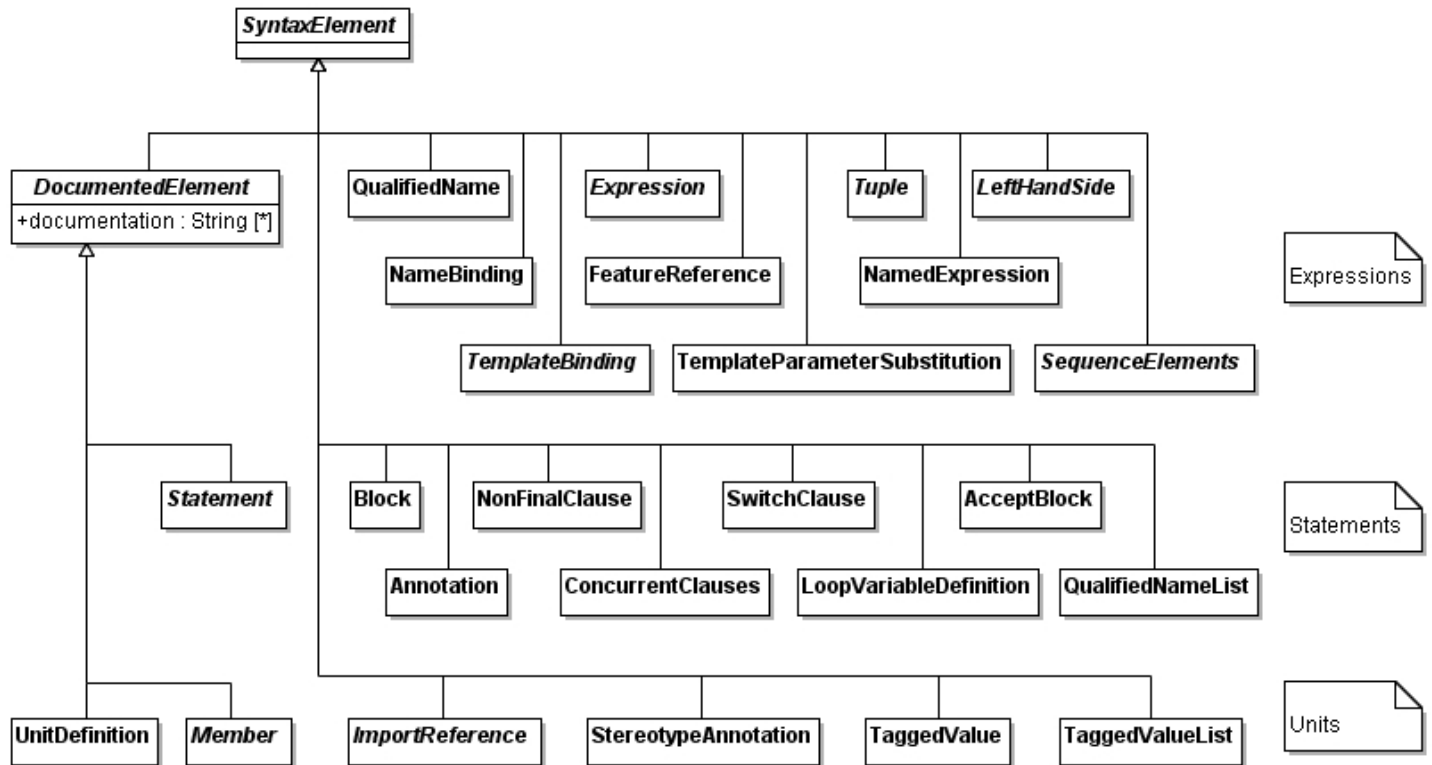 SyntaxElement
DocumentedElement
+documentation : String [*]
QualifiedName
Expression
Tuple
LeftHandSide
NameBinding
FeatureReference
NamedExpression
Expressions
TemplateBinding
TemplateParameterSubstitution
SequenceElements
Statement
Block
NonFinalClause
SwitchClause
AcceptBlock
Statements
Annotation
ConcurrentClauses
LoopVariableDefinition
QualifiedNameList
UnitDefinition
Member
ImportReference
StereotypeAnnotation
TaggedValue
TaggedValueList
Units